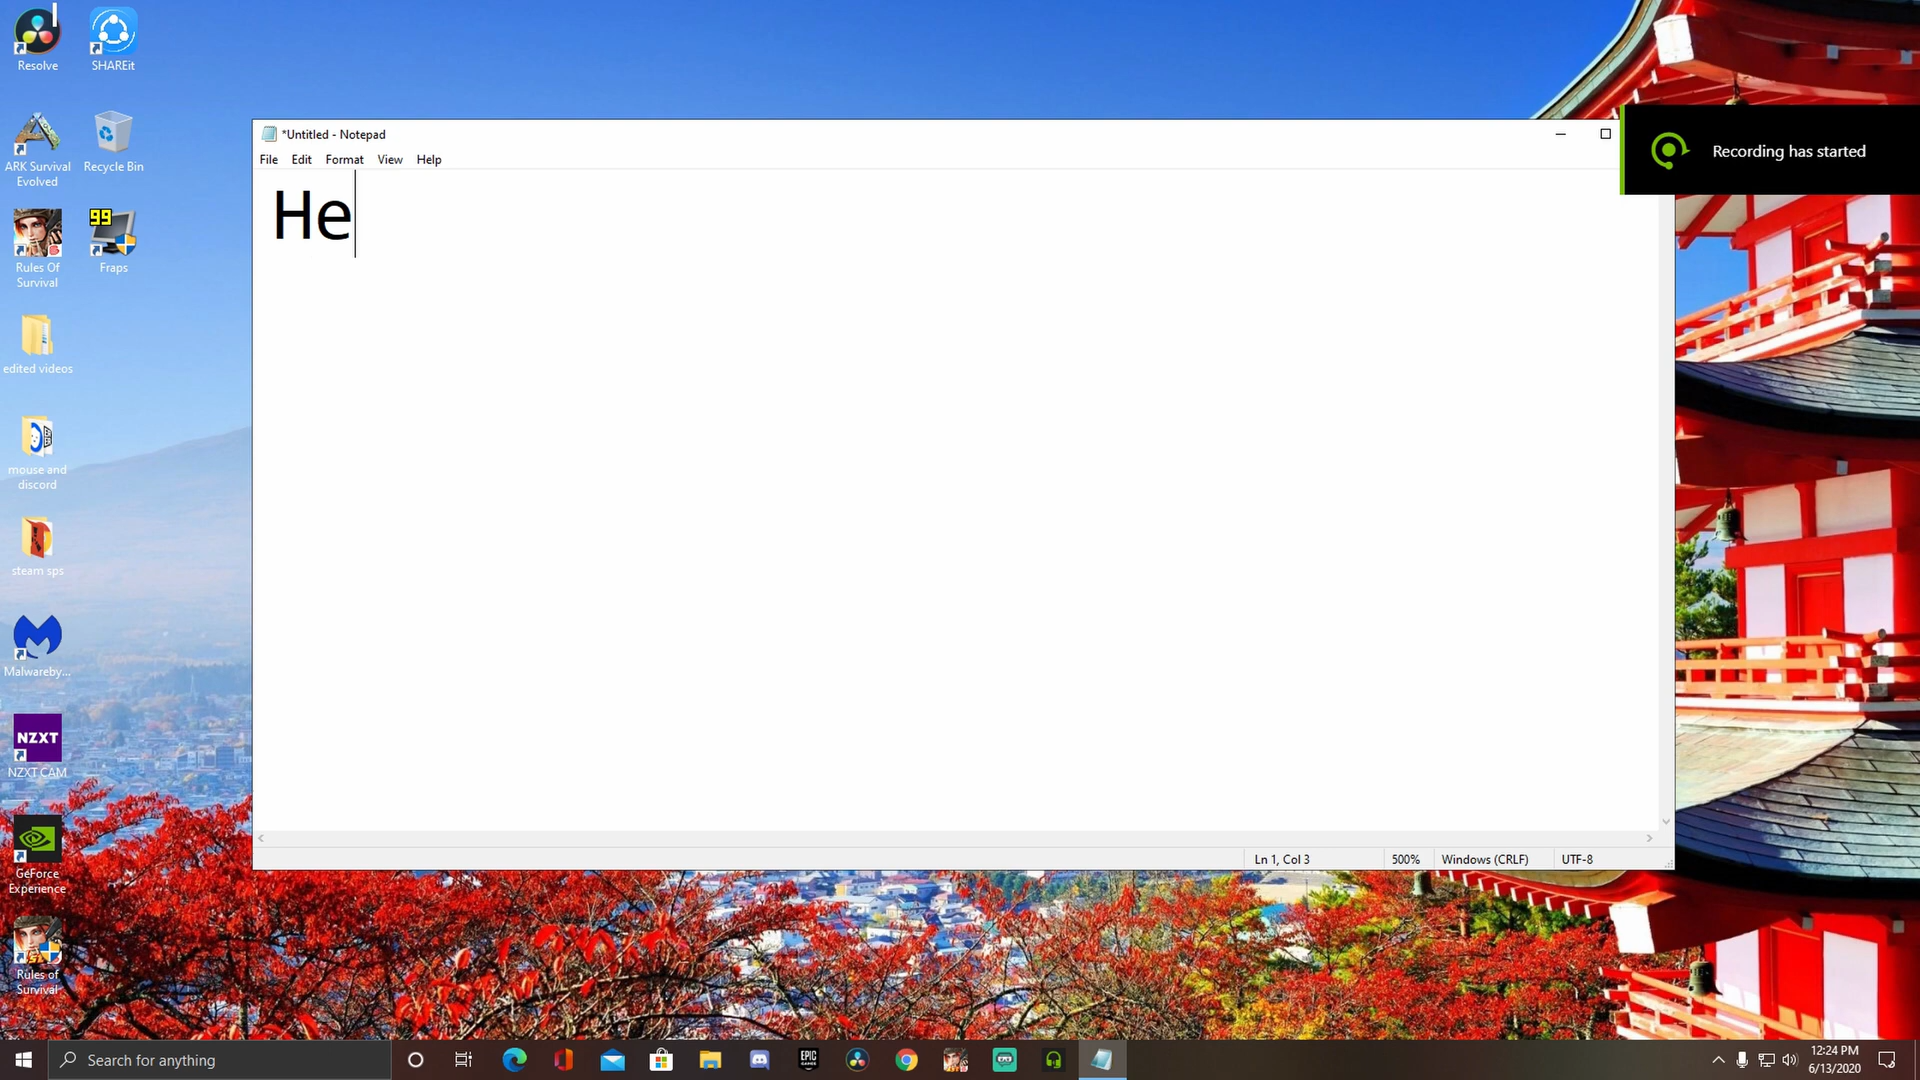 Resolve
SHAREit
ARK Survival
Evolved
Recycle Bin
99
Rules Of
Survival
Fraps
edited videos
mouse and
discord
steam sps
Malwareby...
NZXT
NZXT CAM
GeForce
Experience
Rules of
Survival
*Untitled - Notepad
File Edit Format View Help
He
Ln 1, Col 3 500% Windows (CRLF) UTF-8
Recording has started
Search for anything
EPIC
GAMES
12:24 PM
6/13/2020